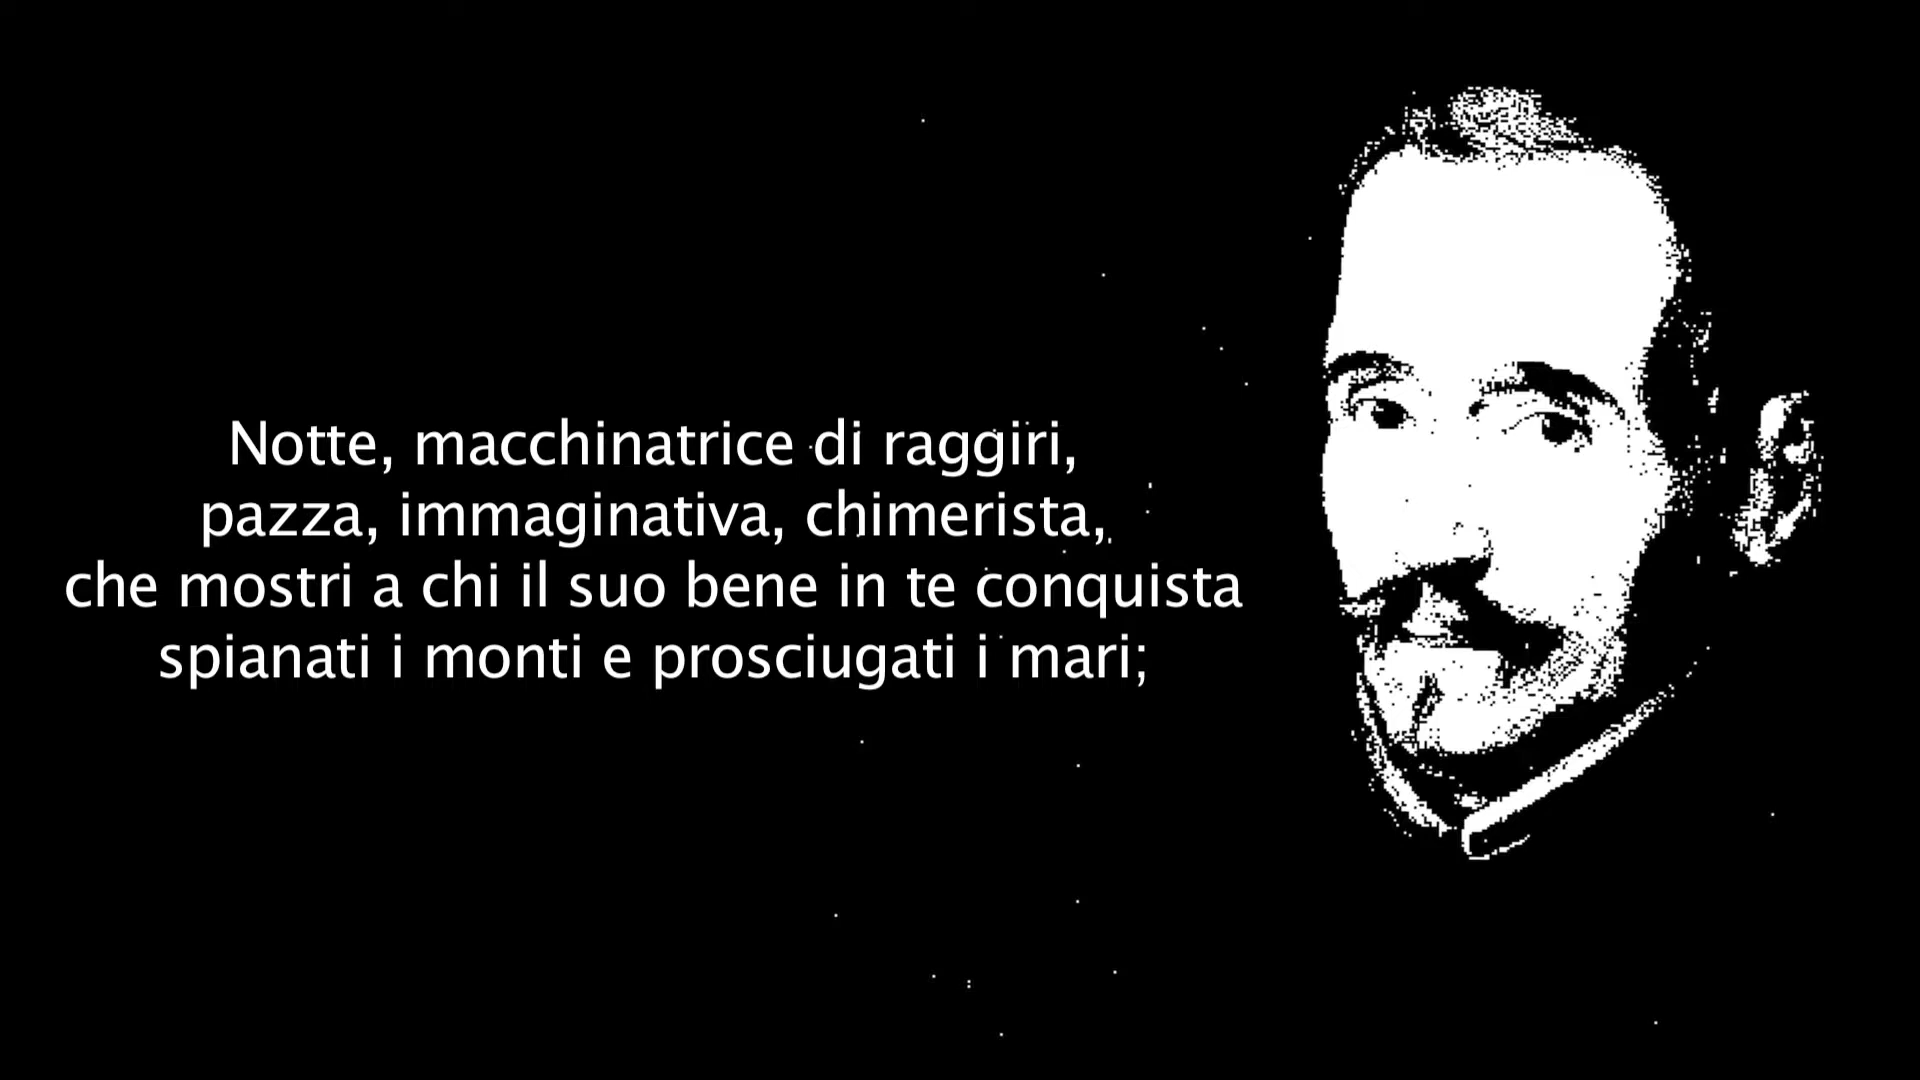 Notte, macchinatrice di raggiri,
pazza, immaginativa, chimerista,
che mostri a chi il suo bene in te conquista
spianati i monti e prosciugati i mari;